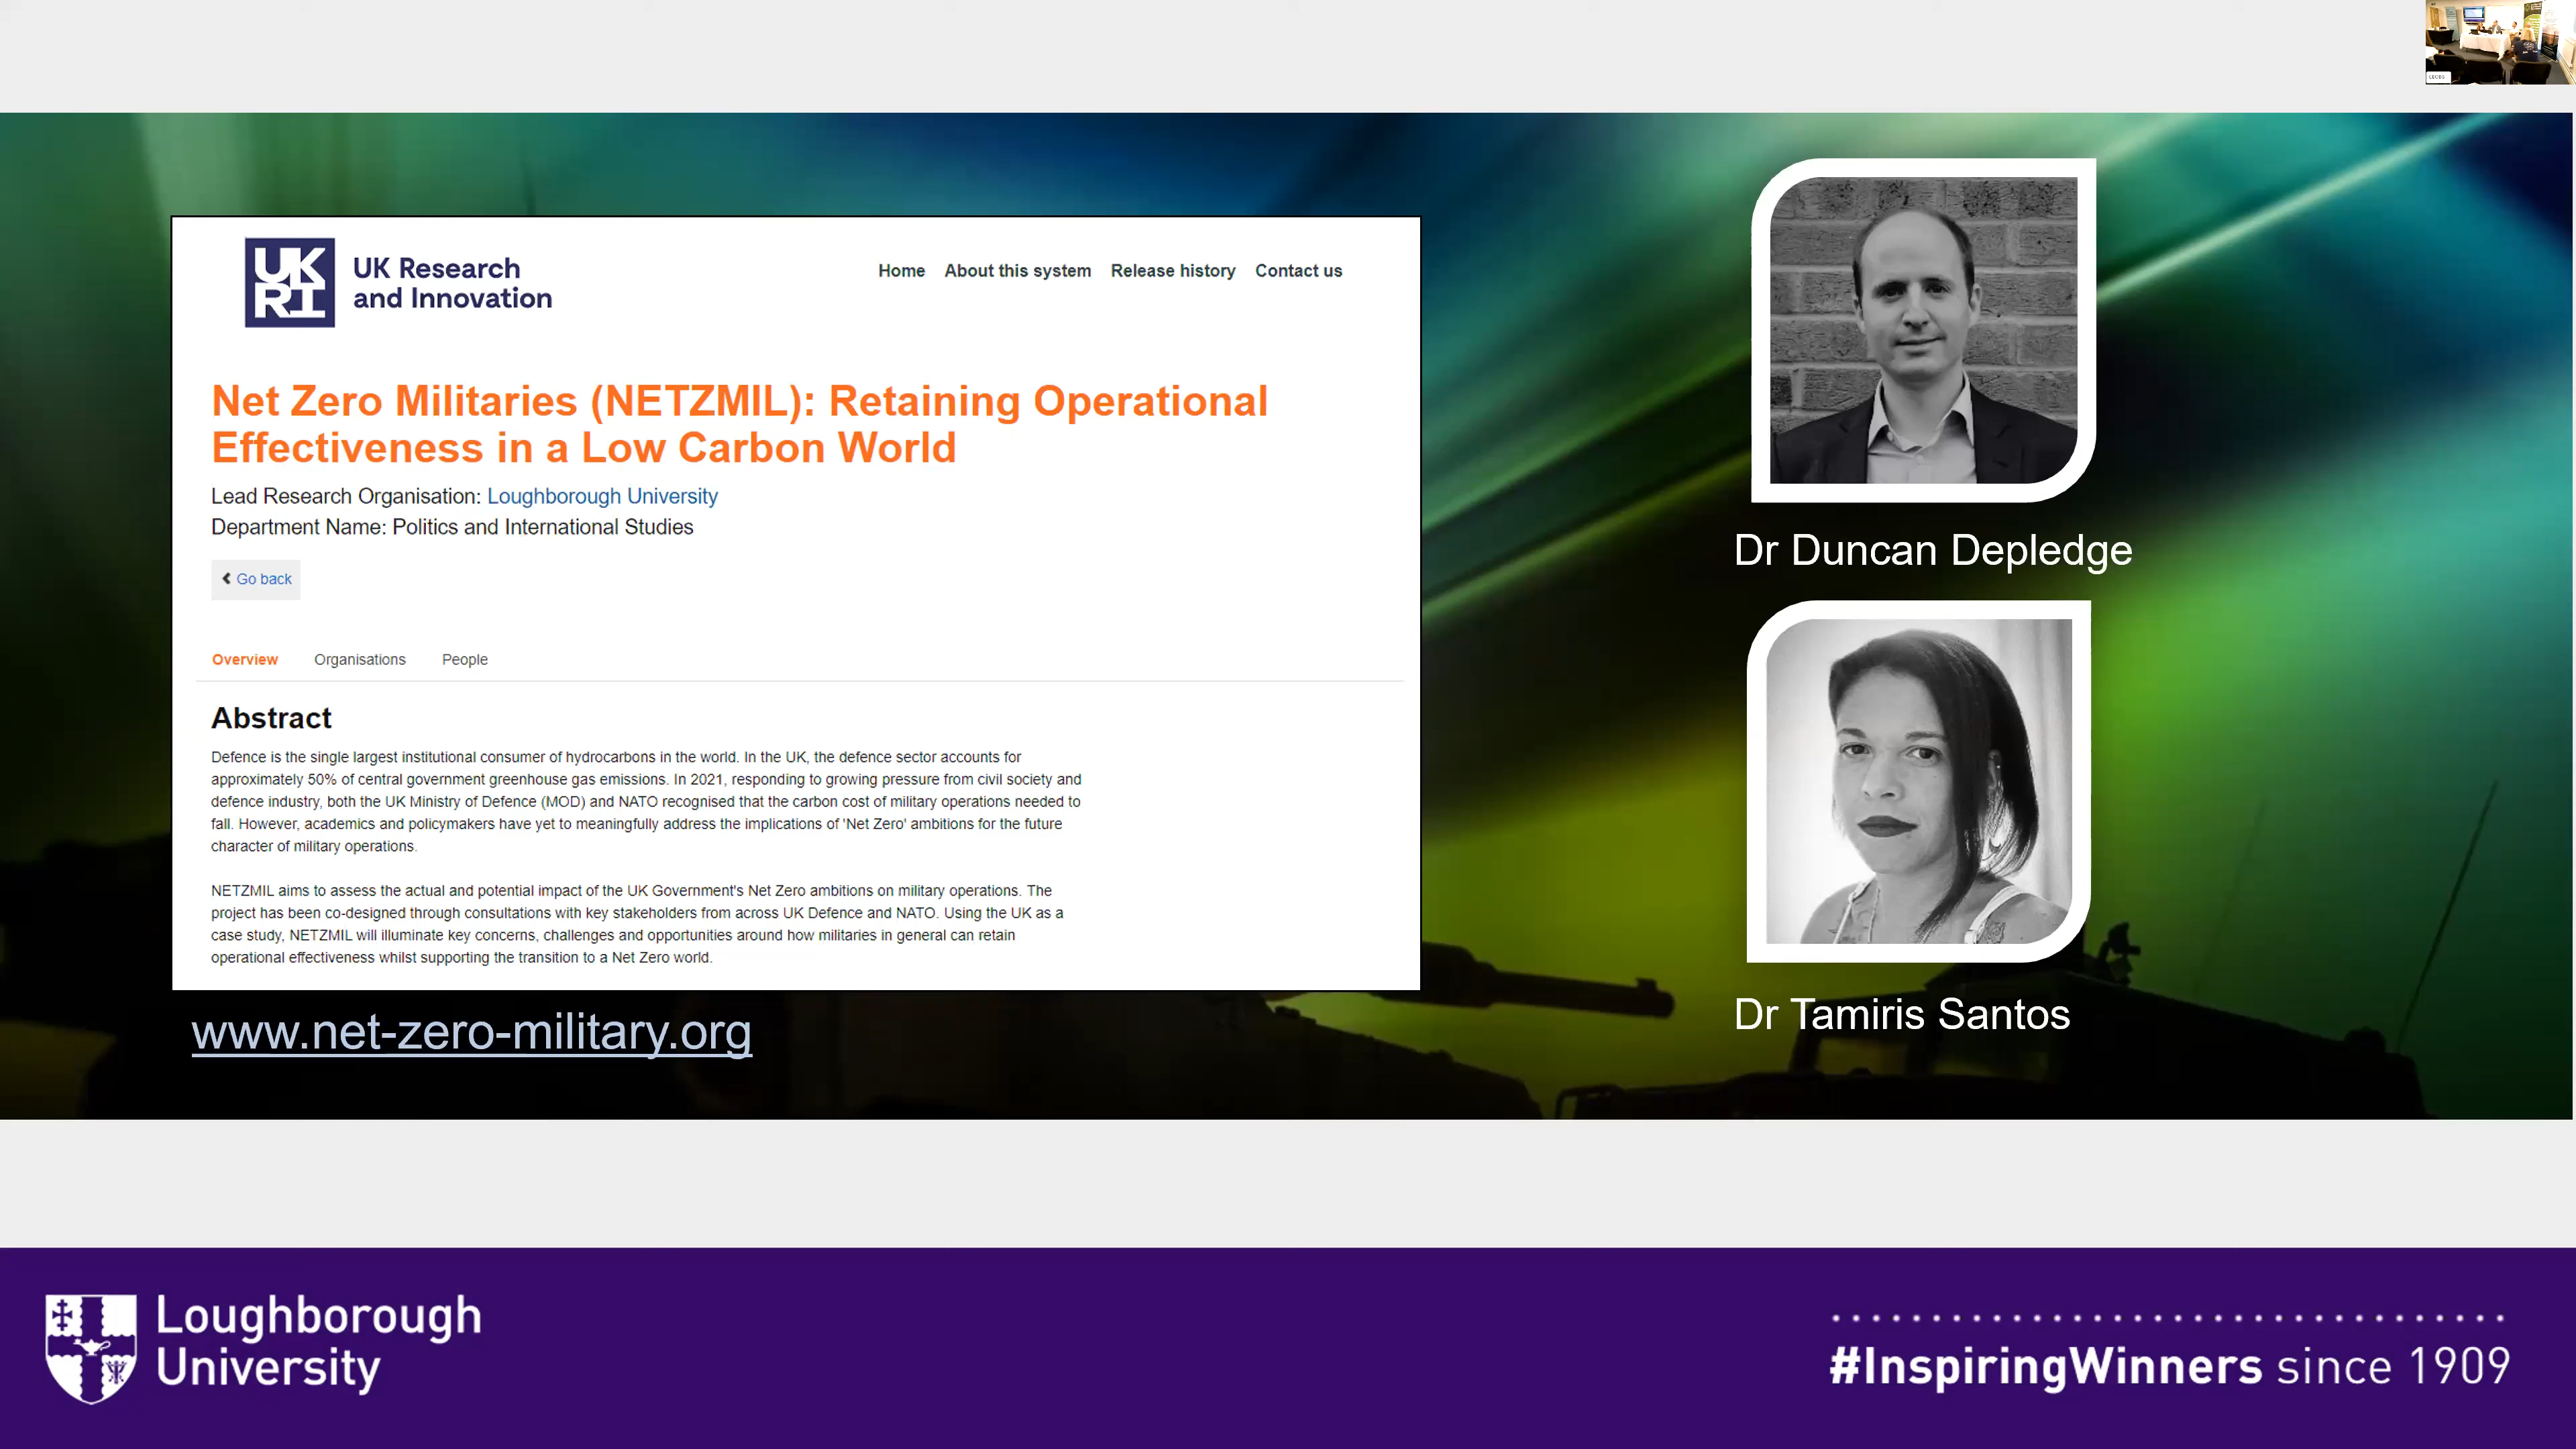 UK
RI
UK Research
and Innovation
Home About this system Release history Contact us
Net Zero Militaries (NETZMIL): Retaining Operational
Effectiveness in a Low Carbon World
Lead Research Organisation: Loughborough University
Department Name: Politics and International Studies
Go back
Overview Organisations People
Abstract
Defence is the single largest institutional consumer of hydrocarbons in the world. In the UK, the defence sector accounts for
approximately 50% of central government greenhouse gas emissions. In 2021, responding to growing pressure from civil society and
defence industry, both the UK Ministry of Defence (MOD) and NATO recognised that the carbon cost of military operations needed to
fall. However, academics and policymakers have yet to meaningfully address the implications of 'Net Zero' ambitions for the future
character of military operations.
NETZMIL aims to assess the actual and potential impact of the UK Government's Net Zero ambitions on military operations. The
project has been co-designed through consultations with key stakeholders from across UK Defence and NATO. Using the UK as a
case study, NETZMIL will illuminate key concerns, challenges and opportunities around how militaries in general can retain
operational effectiveness whilst supporting the transition to a Net Zero world.
www.net-zero-military.org
Dr Duncan Depledge
Dr Tamiris Santos
Loughborough
University
#InspiringWinners since 1909